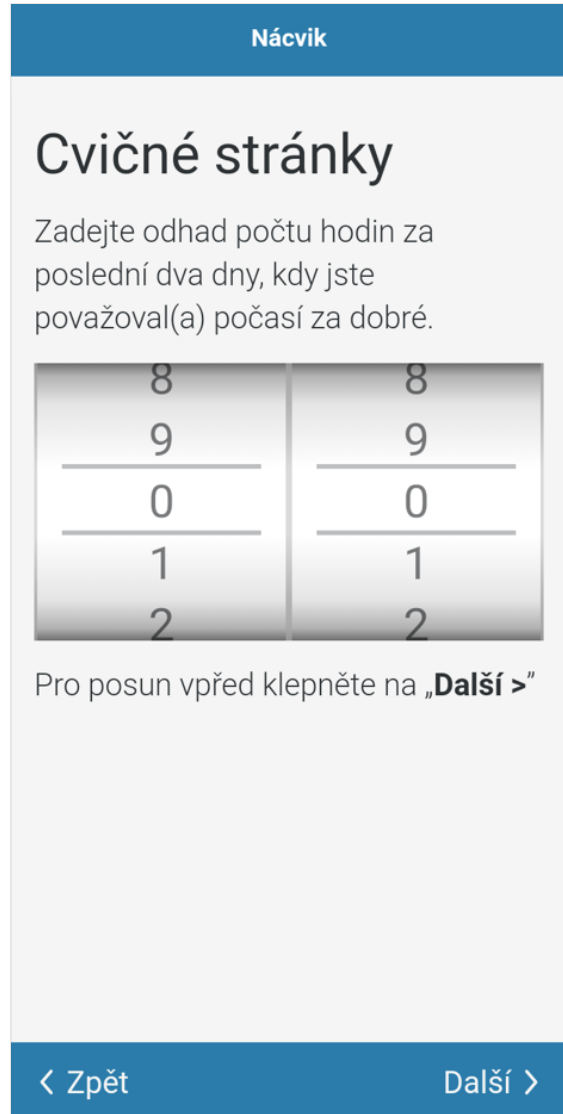 Nácvik
Cvičné stránky
Zadejte odhad počtu hodin za
poslední dva dny, kdy jste
považoval(a) počasí za dobré.
8 8
9 9
0 0
1 1
2 2
Pro posun vpřed klepněte na „Další >”
Zpět Další